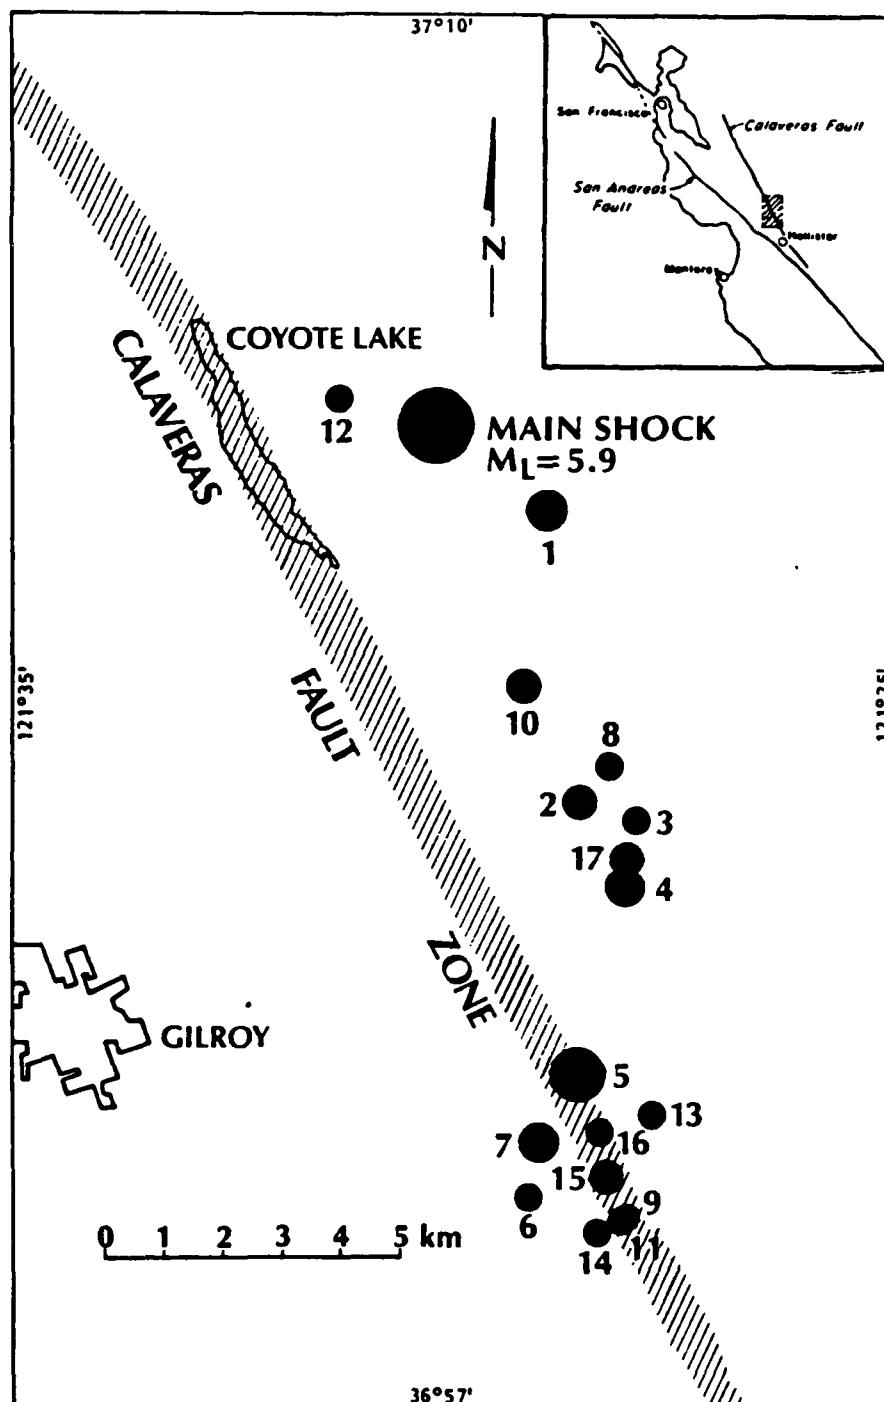 37°10'
San Francisco
Calaveras Fault
San Andreas
Fault
Hollister
Monterey
N
COYOTE LAKE
CALAVERAS
12
MAIN SHOCK
ML=5.9
1
121°35'
121°25'
FAULT
10
8
2
3
17
4
ZONE
GILROY
5
13
7
16
15
6
9
14
11
0 1 2 3 4 5 km
36°57'